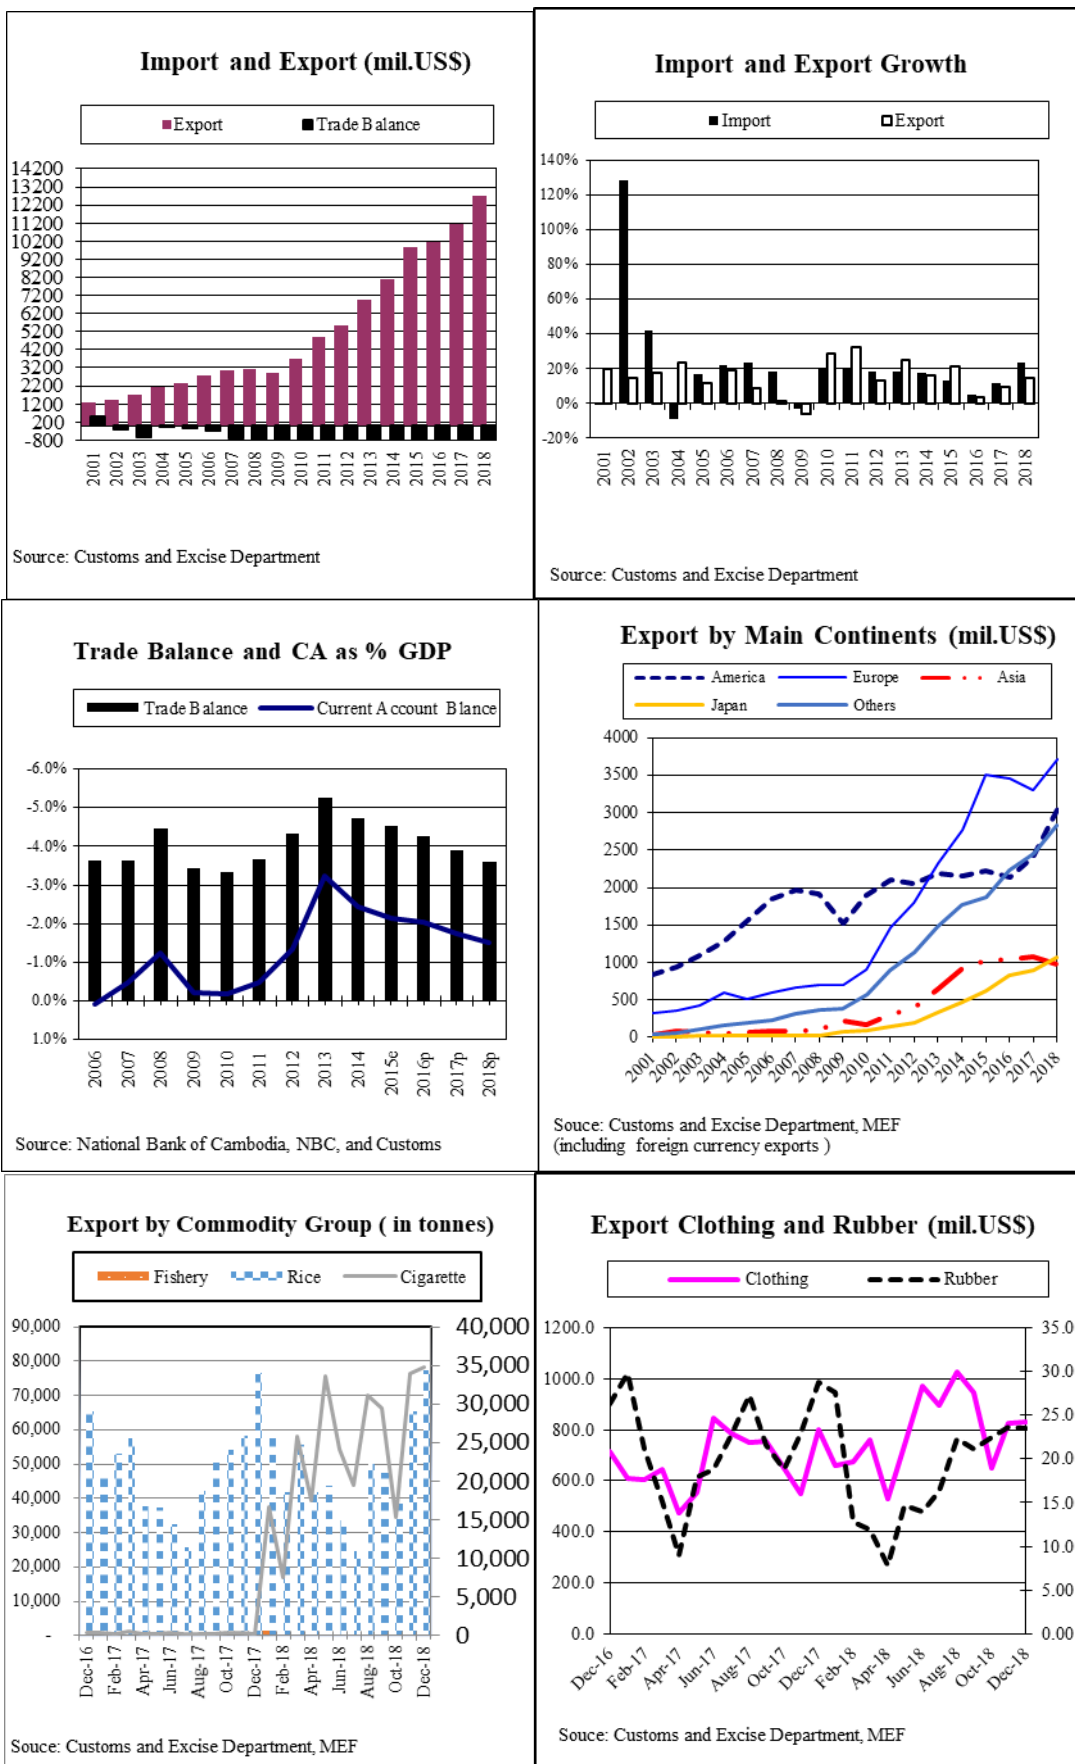 Import and Export (mil.US$)
Export Trade Balance
14200
13200
12200
11200
10200
9200
8200
7200
6200
5200
4200
3200
2200
1200
200
-800
2001 2002 2003 2004 2005 2006 2007 2008 2009 2010 2011 2012 2013 2014 2015 2016 2017 2018
Source: Customs and Excise Department
Import and Export Growth
Import Export
140%
120%
100%
80%
60%
40%
20%
0%
-20%
2001 2002 2003 2004 2005 2006 2007 2008 2009 2010 2011 2012 2013 2014 2015 2016 2017 2018
Source: Customs and Excise Department
Trade Balance and CA as % GDP
Trade Balance Current Account Blance
-6.0%
-5.0%
-4.0%
-3.0%
-2.0%
-1.0%
0.0%
1.0%
2006 2007 2008 2009 2010 2011 2012 2013 2014 2015e 2016p 2017p 2018p
Source: National Bank of Cambodia, NBC, and Customs
Export by Main Continents (mil.US$)
America Europe Asia
Japan Others
4000
3500
3000
2500
2000
1500
1000
500
0
2001 2002 2003 2004 2005 2006 2007 2008 2009 2010 2011 2012 2013 2014 2015 2016 2017 2018
Souce: Customs and Excise Department, MEF
(including foreign currency exports )
Export by Commodity Group ( in tonnes)
Fishery Rice Cigarette
90,000 40,000
80,000 35,000
70,000 30,000
60,000 25,000
50,000 20,000
40,000 15,000
30,000 10,000
20,000 5,000
10,000 0
-
Dec-16 Feb-17 Apr-17 Jun-17 Aug-17 Oct-17 Dec-17 Feb-18 Apr-18 Jun-18 Aug-18 Oct-18 Dec-18
Souce: Customs and Excise Department, MEF
Export Clothing and Rubber (mil.US$)
Clothing Rubber
1200.0 35.0
1000.0 30.0
800.0 25.0
600.0 20.0
400.0 15.0
200.0 10.0
0.0 5.00
0.00
Dec-16 Feb-17 Apr-17 Jun-17 Aug-17 Oct-17 Dec-17 Feb-18 Apr-18 Jun-18 Aug-18 Oct-18 Dec-18
Souce: Customs and Excise Department, MEF